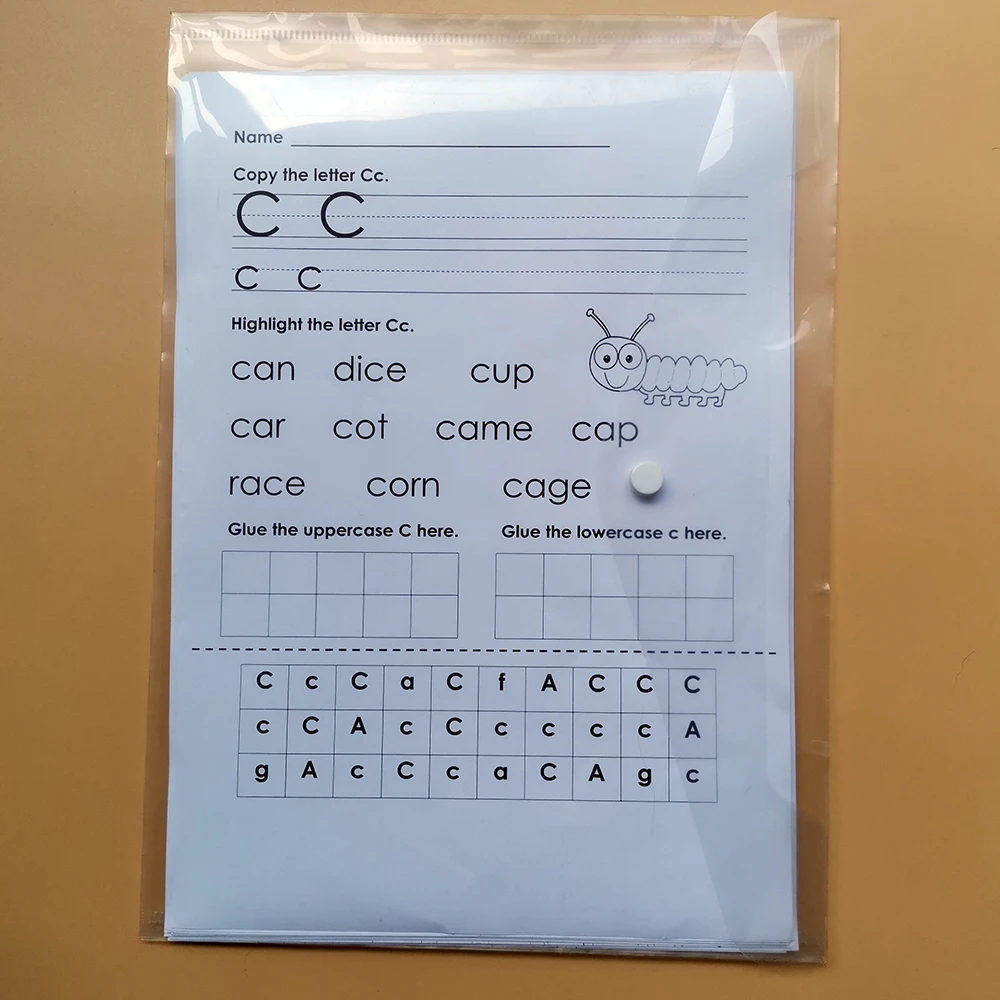 Name
Copy the letter Cc.
C C
c c
Highlight the letter Cc.
can dice cup
car cot came cap
race corn cage
Glue the uppercase C here. Glue the lowercase c here.
C c C a C f A C C C
c C A c C c c c c A
g A c C c a C A g c